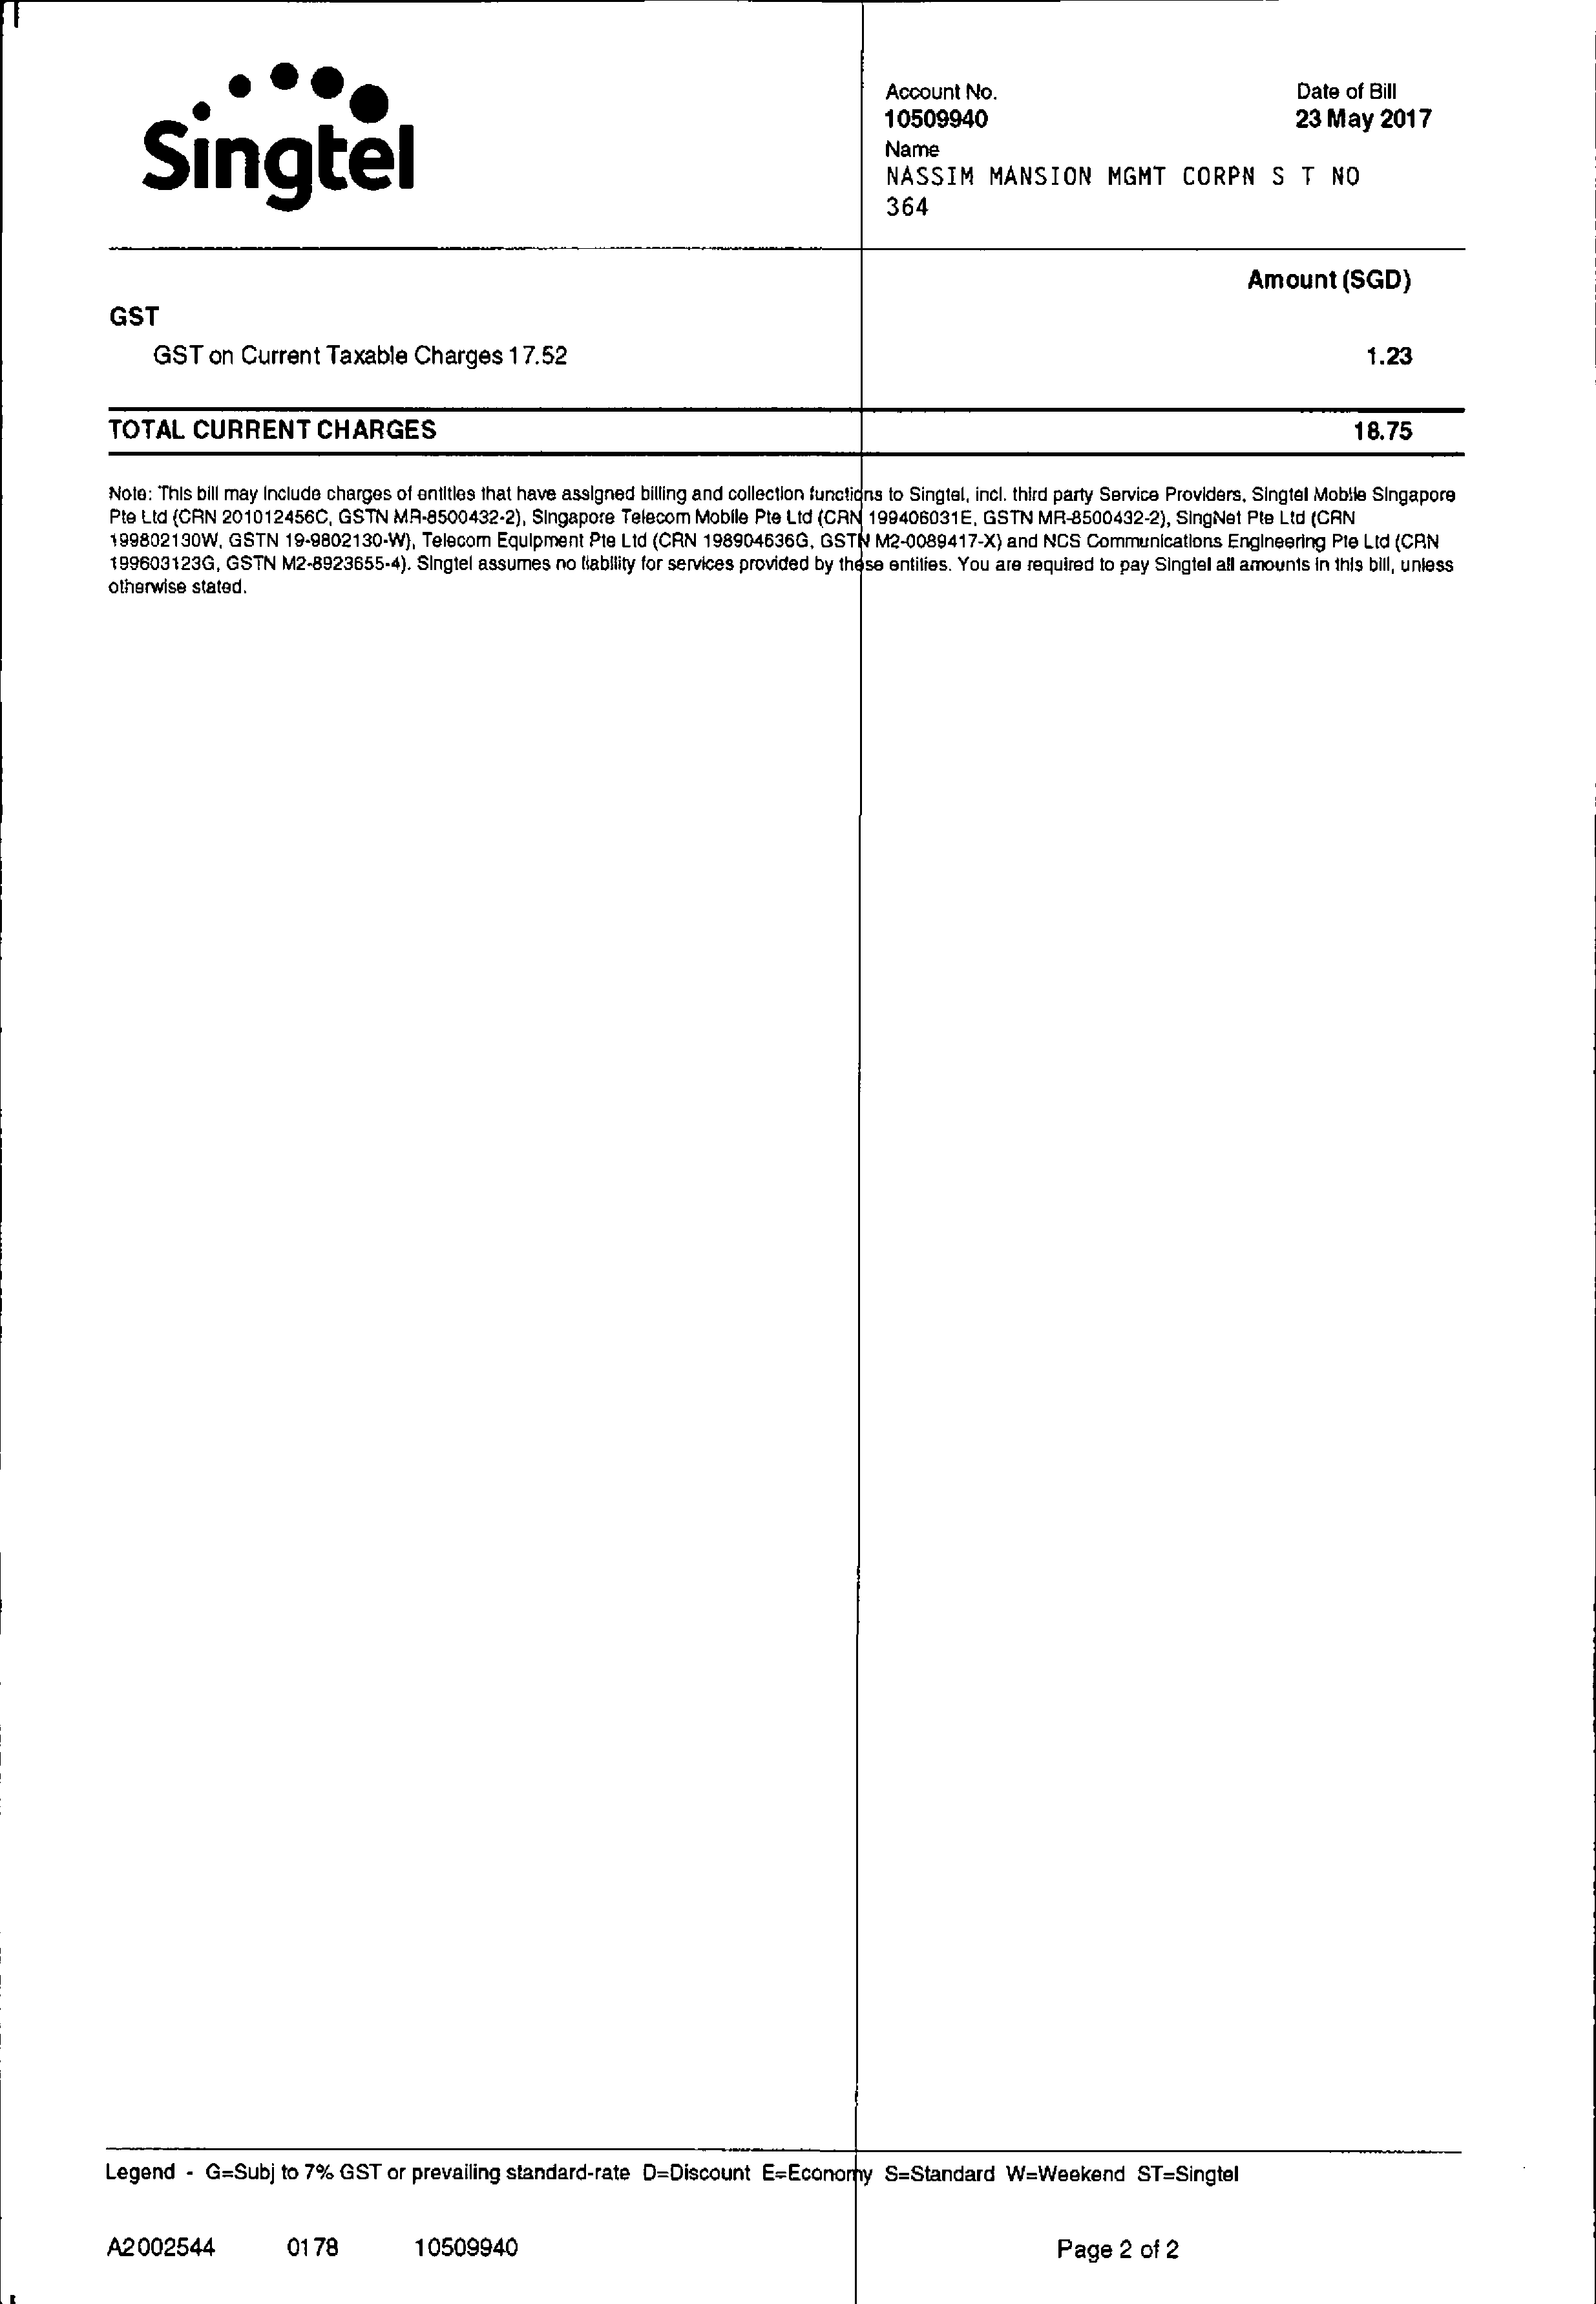 Singtel
Account No.
Date of Bill
10509940
23 May 2017
Name
NASSIM MANSION MGMT CORPN S T NO
364
Amount (SGD)
GST
GST on Current Taxable Charges 17.52
1.23
TOTAL CURRENT CHARGES
18.75
Note: This bill may include charges of entities that have assigned billing and collection functions to Singtel, incl. third party Service Providers, Singtel Mobile Singapore
Pte Ltd (CRN 201012456C, GSTN MR-8500432-2), Singapore Telecom Mobile Pte Ltd (CRN 199406031E, GSTN MR-8500432-2), SingNet Pte Ltd (CRN
199802130W, GSTN 19-9802130-W), Telecom Equipment Pte Ltd (CRN 198904636G, GSTN M2-0089417-X) and NCS Communications Engineering Pte Ltd (CRN
199603123G, GSTN M2-8923655-4). Singtel assumes no liability for services provided by these entities. You are required to pay Singtel all amounts in this bill, unless
otherwise stated.
Legend - G=Subj to 7% GST or prevailing standard-rate D=Discount E=Economy S=Standard W=Weekend ST=Singtel
A2002544 0178 10509940
Page 2 of 2